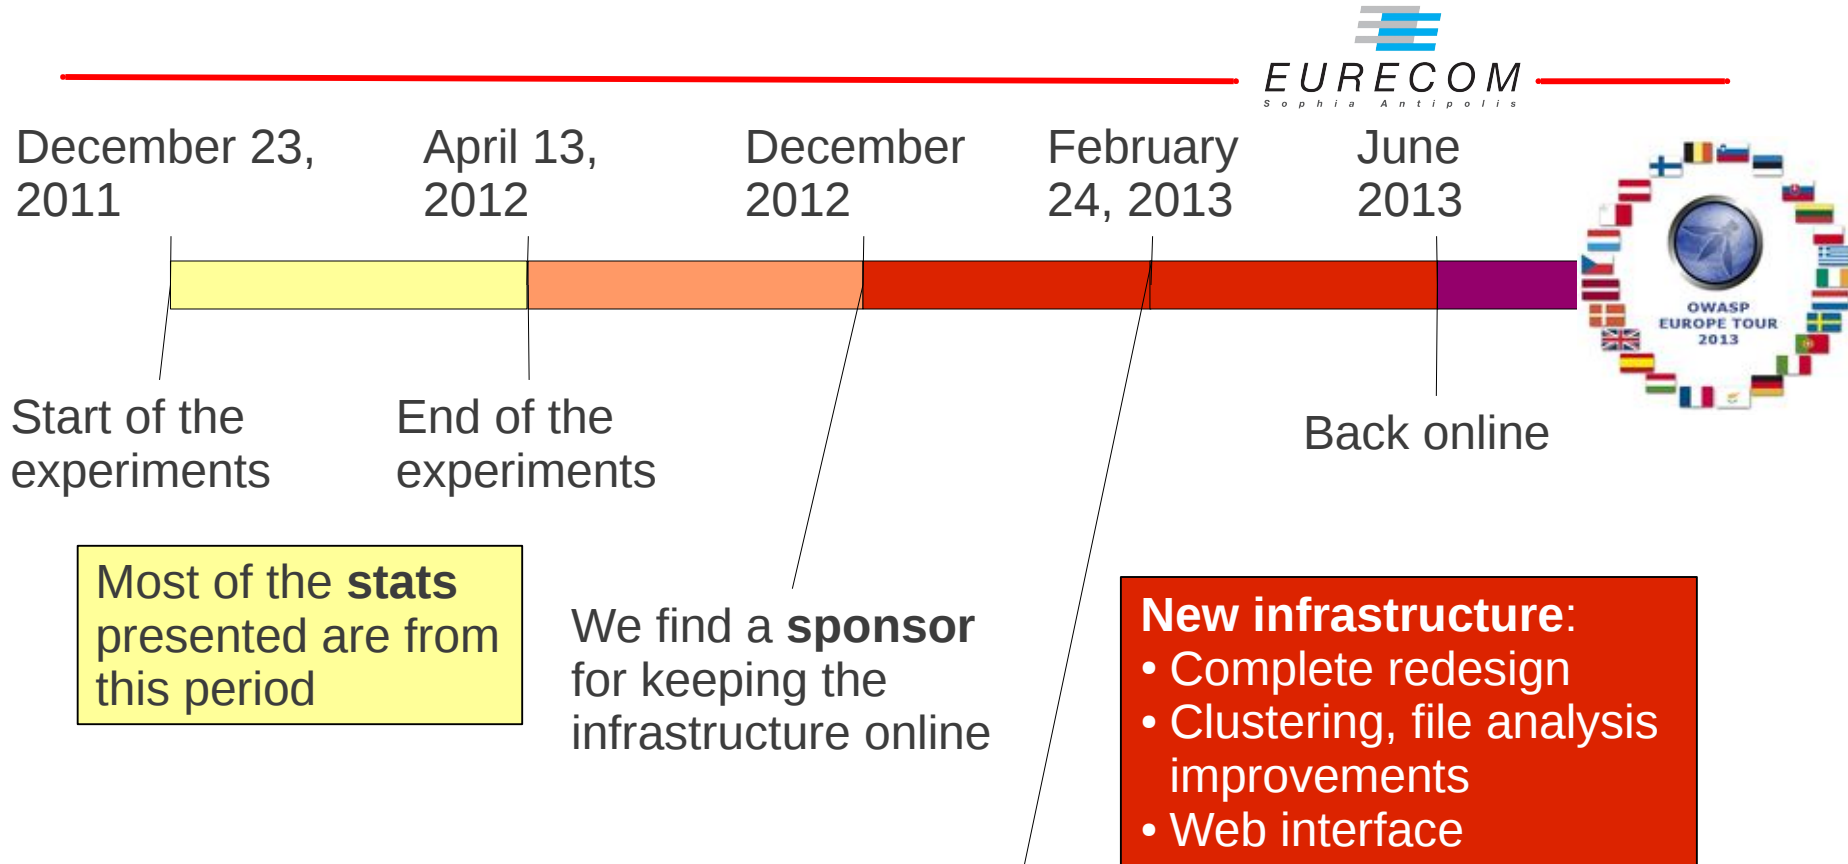 EURECOM
Sophia Antipolis
December 23,
2011
April 13,
2012
December
2012
February
24, 2013
June
2013
OWASP
EUROPE TOUR
2013
Start of the
experiments
End of the
experiments
Back online
Most of the stats
presented are from
this period
We find a sponsor
for keeping the
infrastructure online
New infrastructure:
• Complete redesign
• Clustering, file analysis
improvements
• Web interface